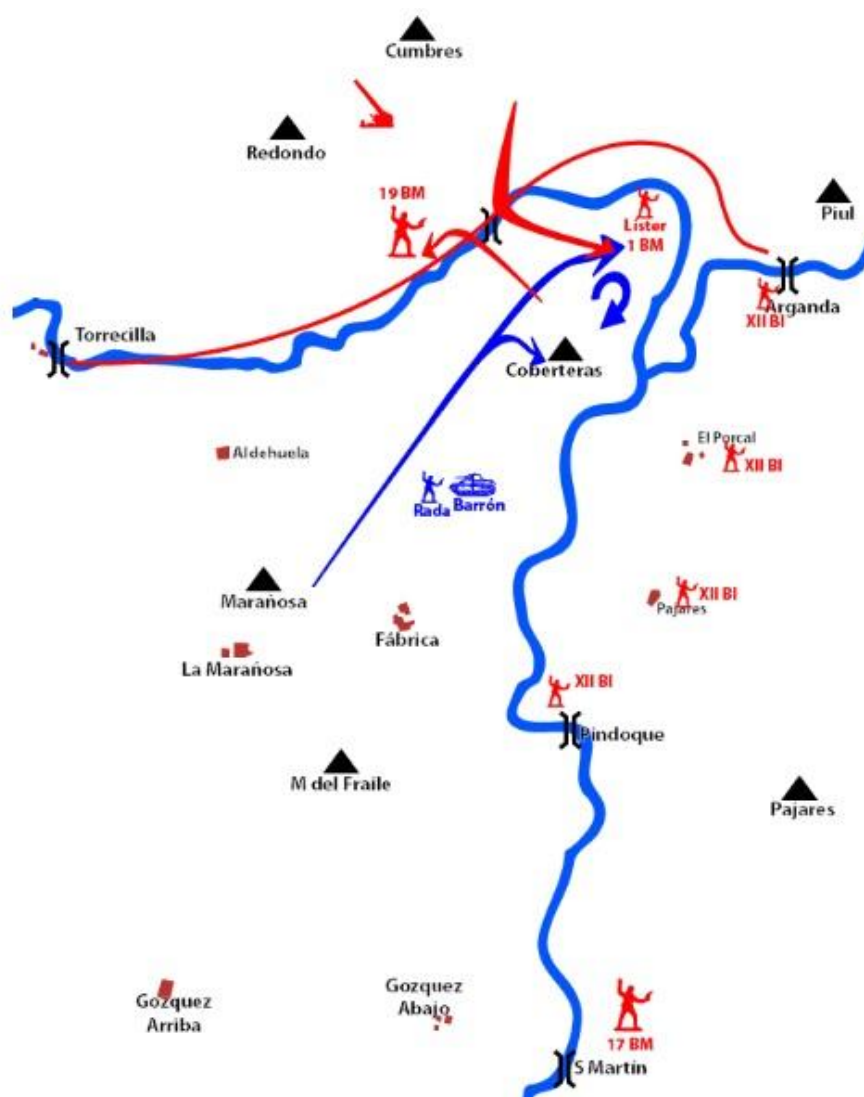 Cumbres
Redondo
19 BM
Lister
1 BM
Piul
Arganda
XII BI
Torrecilla
Coberteras
Aldehuela
El Porcal
XII BI
Rada
Barrón
Marañosa
XII BI
Pajares
Fábrica
La Marañosa
XII BI
Pindoque
M del Fraile
Pajares
Gozquez
Arriba
Gozquez
Abajo
17 BM
S Martín